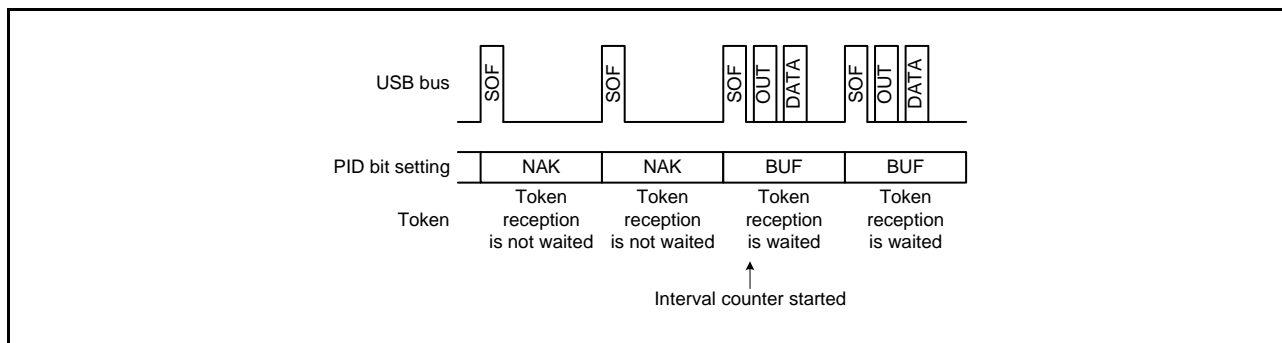 USB bus
SOF
SOF
SOF
OUT
DATA
SOF
OUT
DATA
PID bit setting
NAK
NAK
BUF
BUF
Token
Token
reception
is not waited
Token
reception
is not waited
Token
reception
is waited
Token
reception
is waited
Interval counter started